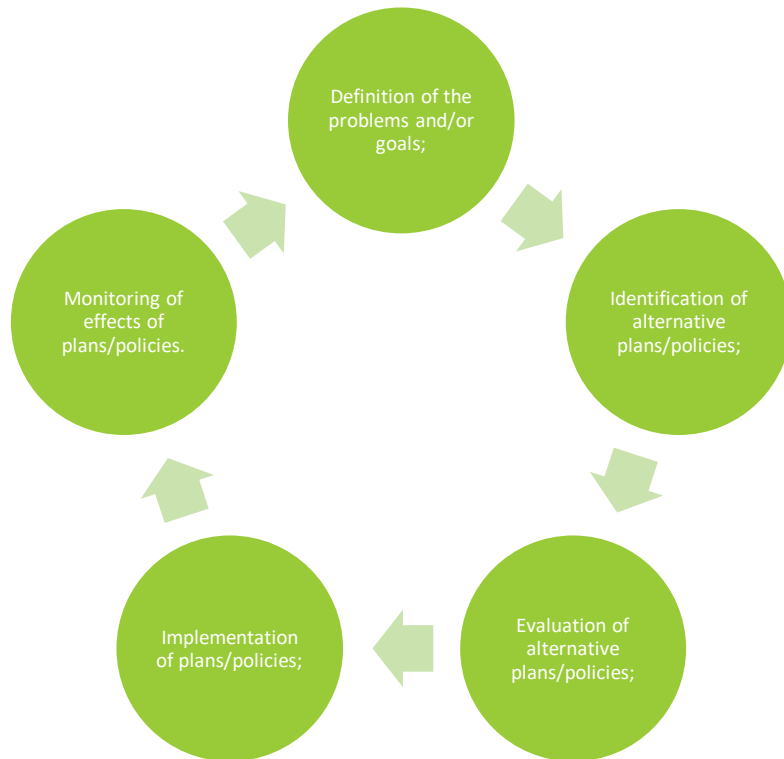 Definition of the
problems and/or
goals;
Identification of
alternative
plans/policies;
Evaluation of
alternative
plans/policies;
Implementation
of plans/policies;
Monitoring of
effects of
plans/policies.